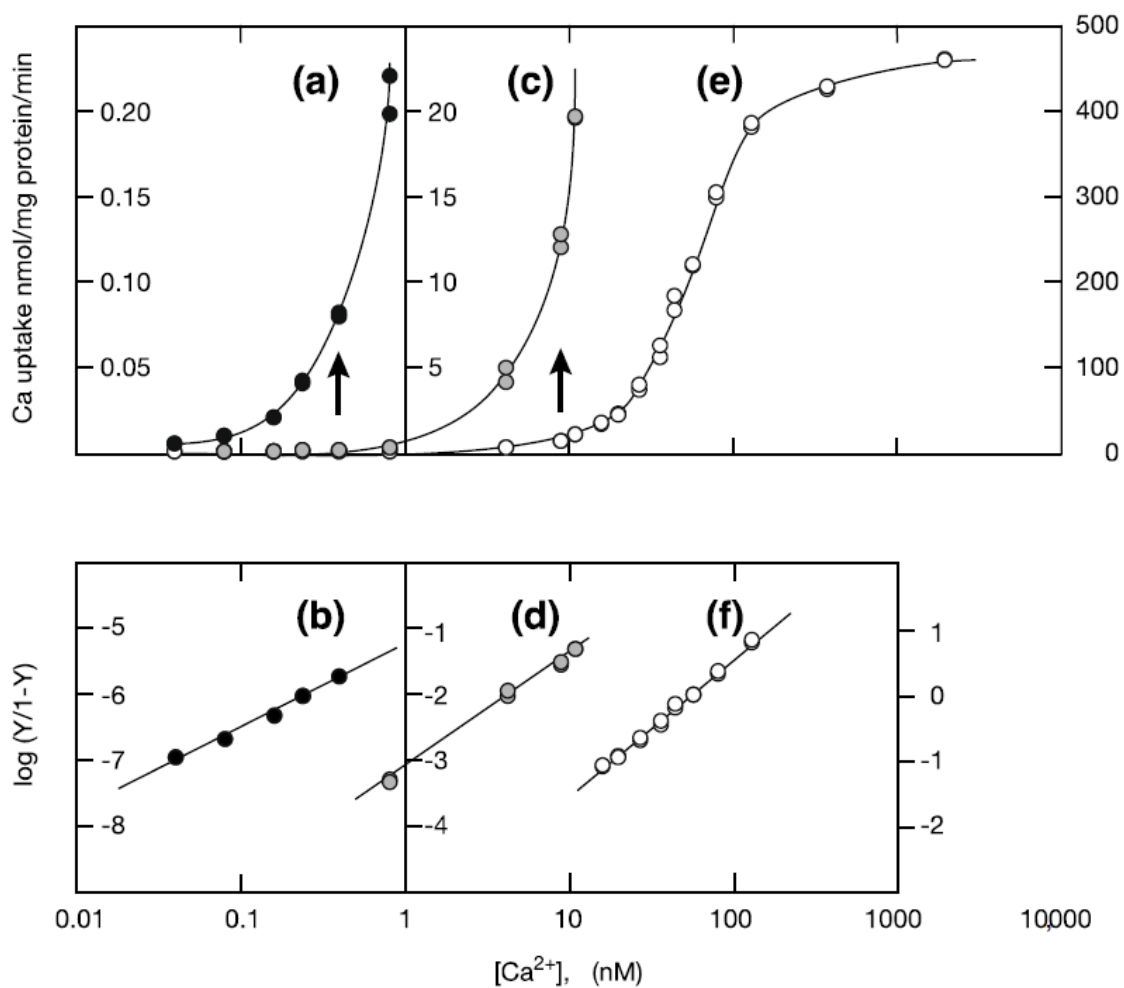 Ca uptake nmol/mg protein/min
(a)
(c)
(e)
0.20
0.15
0.10
0.05
20
15
10
5
500
400
300
200
100
0
log (Y/1-Y)
(b)
(d)
(f)
-5
-6
-7
-8
-1
-2
-3
-4
1
0
-1
-2
0.01 0.1 1 10 100 1000 10,000
[Ca²⁺], (nM)